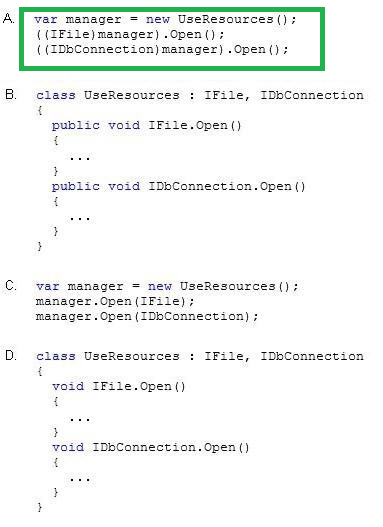 A. var manager = new UseResources();
((IFile)manager).Open();
((IDbConnection)manager).Open();
B. class UseResources : IFile, IDbConnection
{
public void IFile.Open()
{
...
}
public void IDbConnection.Open()
{
...
}
}
C. var manager = new UseResources();
manager.Open(IFile);
manager.Open(IDbConnection);
D. class UseResources : IFile, IDbConnection
{
void IFile.Open()
{
...
}
void IDbConnection.Open()
{
...
}
}